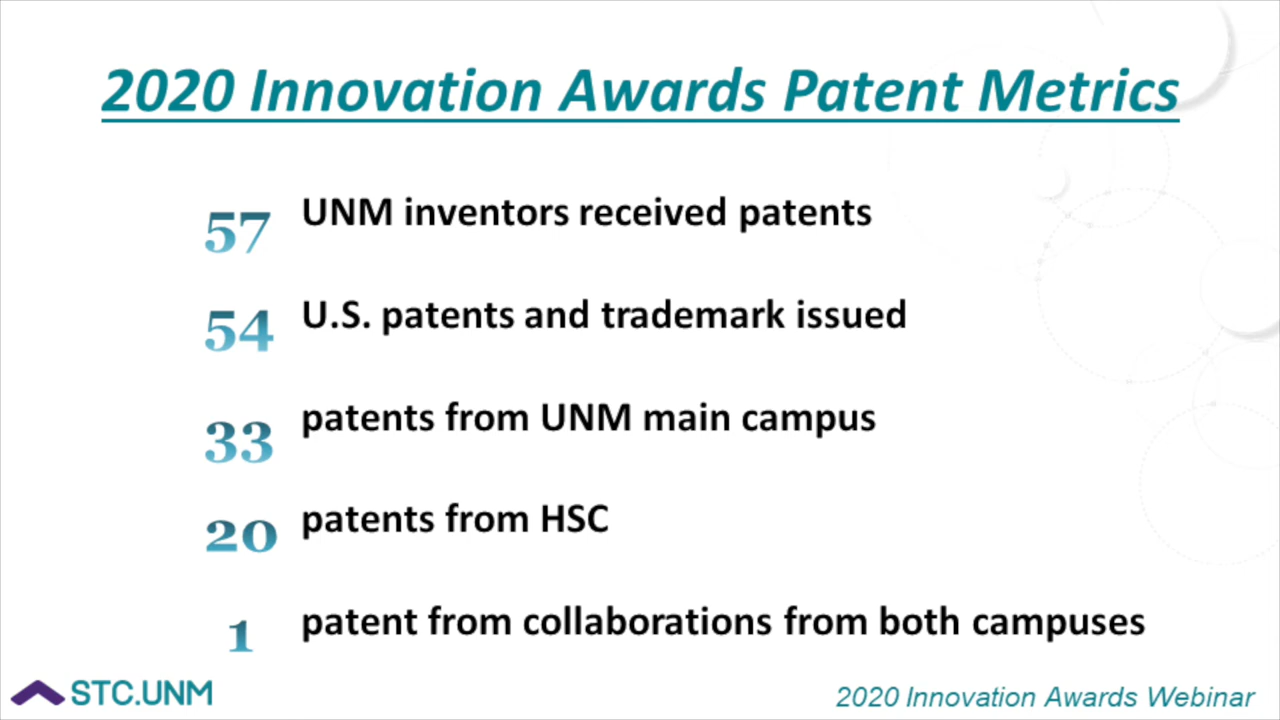 2020 Innovation Awards Patent Metrics
57 UNM inventors received patents
54 U.S. patents and trademark issued
33 patents from UNM main campus
20 patents from HSC
1 patent from collaborations from both campuses
STC.UNM
2020 Innovation Awards Webinar